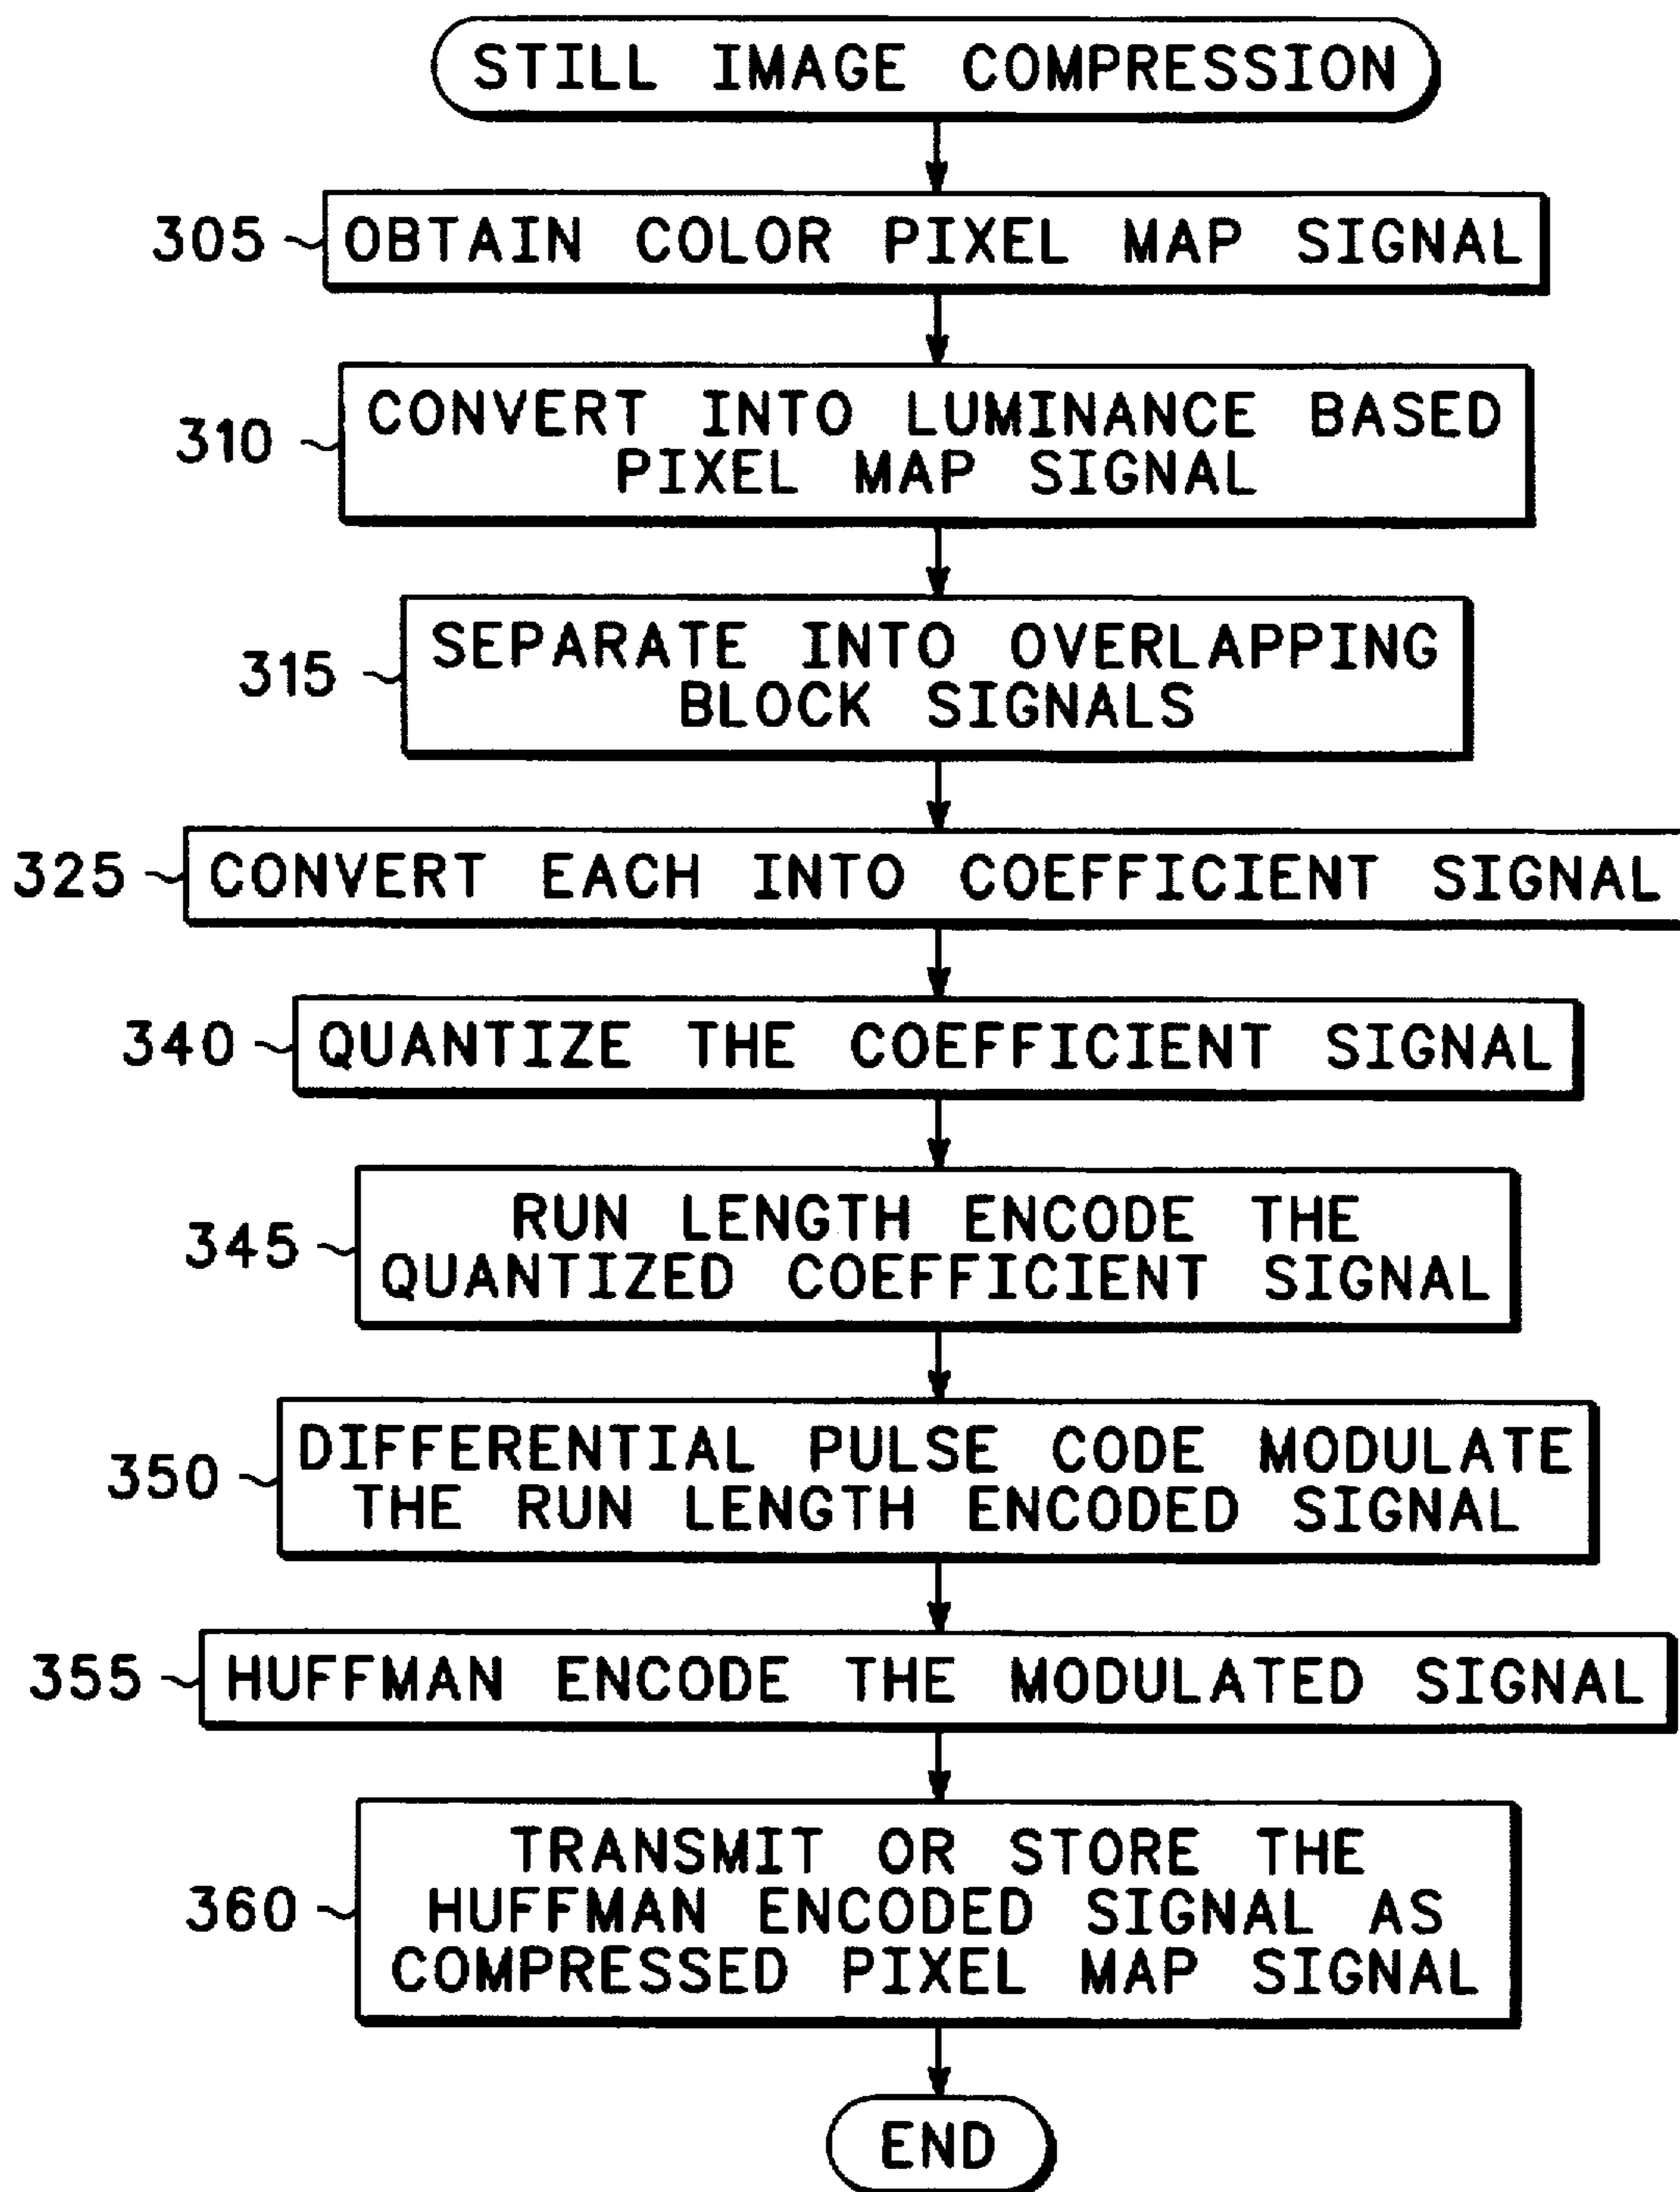 STILL IMAGE COMPRESSION
305 OBTAIN COLOR PIXEL MAP SIGNAL
CONVERT INTO LUMINANCE BASED
310 PIXEL MAP SIGNAL
SEPARATE INTO OVERLAPPING
315 BLOCK SIGNALS
325 CONVERT EACH INTO COEFFICIENT SIGNAL
340 QUANTIZE THE COEFFICIENT SIGNAL
RUN LENGTH ENCODE THE
345 QUANTIZED COEFFICIENT SIGNAL
DIFFERENTIAL PULSE CODE MODULATE
350 THE RUN LENGTH ENCODED SIGNAL
355 HUFFMAN ENCODE THE MODULATED SIGNAL
TRANSMIT OR STORE THE
360 HUFFMAN ENCODED SIGNAL AS
COMPRESSED PIXEL MAP SIGNAL
END